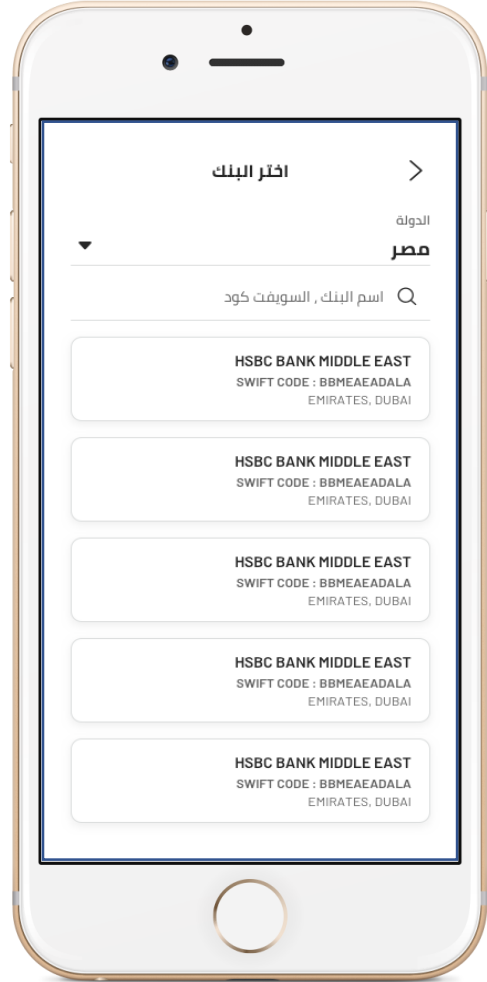 اختر البنك
الدولة
مصر
اسم البنك , السويفت كود
HSBC BANK MIDDLE EAST
SWIFT CODE : BBMEAEADALA
EMIRATES, DUBAI
HSBC BANK MIDDLE EAST
SWIFT CODE : BBMEAEADALA
EMIRATES, DUBAI
HSBC BANK MIDDLE EAST
SWIFT CODE : BBMEAEADALA
EMIRATES, DUBAI
HSBC BANK MIDDLE EAST
SWIFT CODE : BBMEAEADALA
EMIRATES, DUBAI
HSBC BANK MIDDLE EAST
SWIFT CODE : BBMEAEADALA
EMIRATES, DUBAI